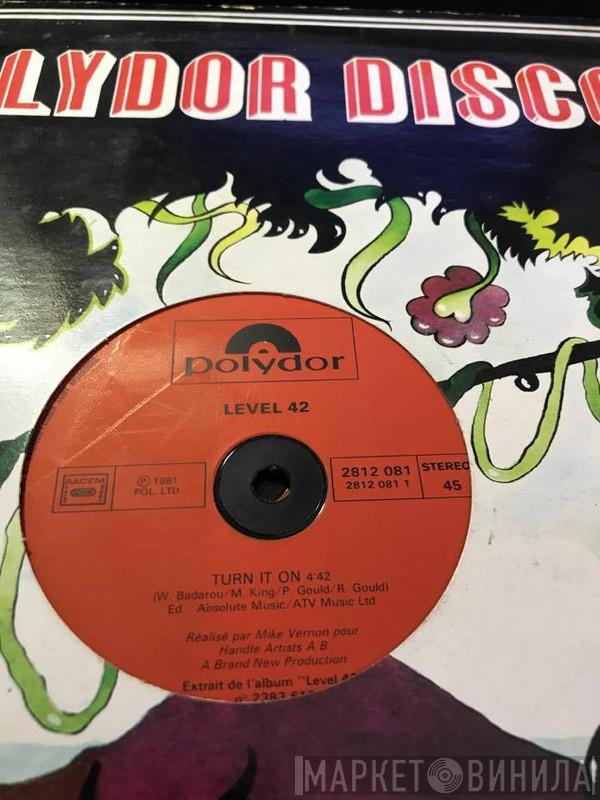 LYDOR DISCO
polydor
LEVEL 42
SACEM
℗ 1981
POL. LTD
2812 081
2812 081 1
STEREO
45
TURN IT ON 4'42
(W. Badarou/M. King/P. Gould/R. Gould)
Ed. : Absolute Music/ATV Music Ltd
Réalisé par Mike Vernon pour
Handle Artists A B
A Brand New Production
Extrait de l'album "Level 42
n° 2383
МАРКЕТ ВИНИЛА